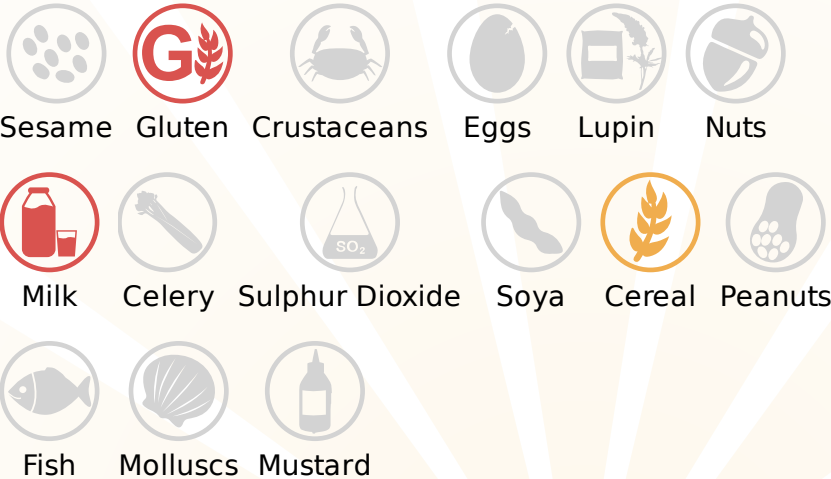 G
Sesame Gluten Crustaceans Eggs Lupin Nuts
SO₂
Milk Celery Sulphur Dioxide Soya Cereal Peanuts
Fish Molluscs Mustard